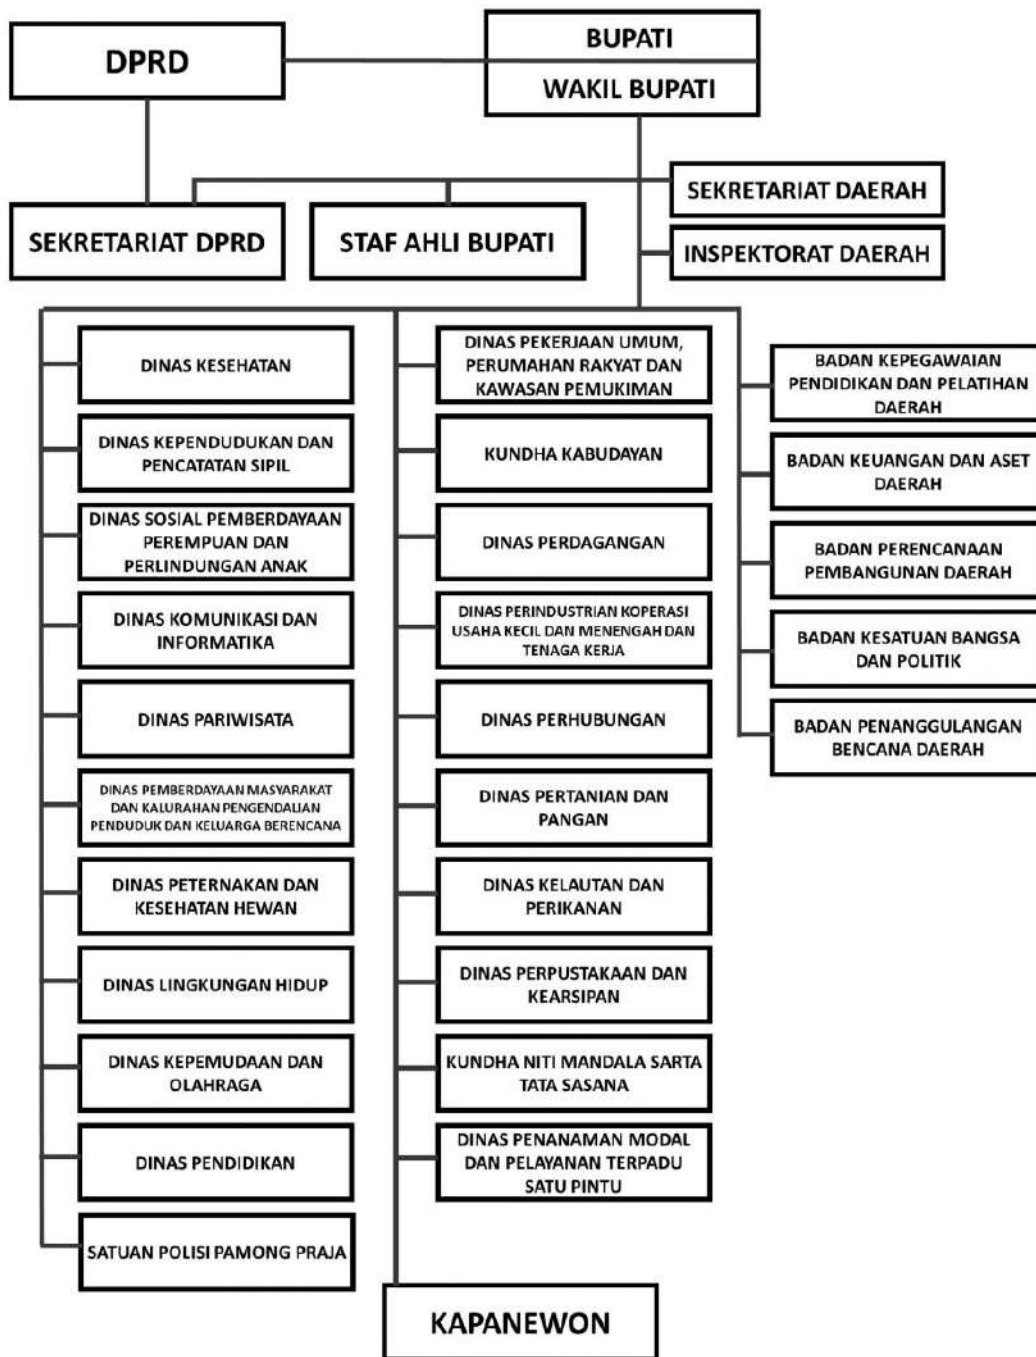 DPRD
BUPATI
WAKIL BUPATI
SEKRETARIAT DAERAH
SEKRETARIAT DPRD
STAF AHLI BUPATI
INSPEKTORAT DAERAH
DINAS KESEHATAN
DINAS KEPENDUDUKAN DAN
PENCATATAN SIPIL
DINAS SOSIAL PEMBERDAYAAN
PEREMPUAN DAN
PERLINDUNGAN ANAK
DINAS KOMUNIKASI DAN
INFORMATIKA
DINAS PARIWISATA
DINAS PEMBERDAYAAN MASYARAKAT
DAN KALURAHAN PENGENDALIAN
PENDUDUK DAN KELUARGA BERENCANA
DINAS PETERNAKAN DAN
KESEHATAN HEWAN
DINAS LINGKUNGAN HIDUP
DINAS KEPEMUDAAN DAN
OLAHRAGA
DINAS PENDIDIKAN
SATUAN POLISI PAMONG PRAJA
DINAS PEKERJAAN UMUM,
PERUMAHAN RAKYAT DAN
KAWASAN PEMUKIMAN
KUNDHA KABUDAYAN
DINAS PERDAGANGAN
DINAS PERINDUSTRIAN KOPERASI
USAHA KECIL DAN MENENGAH DAN
TENAGA KERJA
DINAS PERHUBUNGAN
DINAS PERTANIAN DAN
PANGAN
DINAS KELAUTAN DAN
PERIKANAN
DINAS PERPUSTAKAAN DAN
KEARSIPAN
KUNDHA NITI MANDALA SARTA
TATA SASANA
DINAS PENANAMAN MODAL
DAN PELAYANAN TERPADU
SATU PINTU
BADAN KEPEGAWAIAN
PENDIDIKAN DAN PELATIHAN
DAERAH
BADAN KEUANGAN DAN ASET
DAERAH
BADAN PERENCANAAN
PEMBANGUNAN DAERAH
BADAN KESATUAN BANGSA
DAN POLITIK
BADAN PENANGGULANGAN
BENCANA DAERAH
KAPANEWON